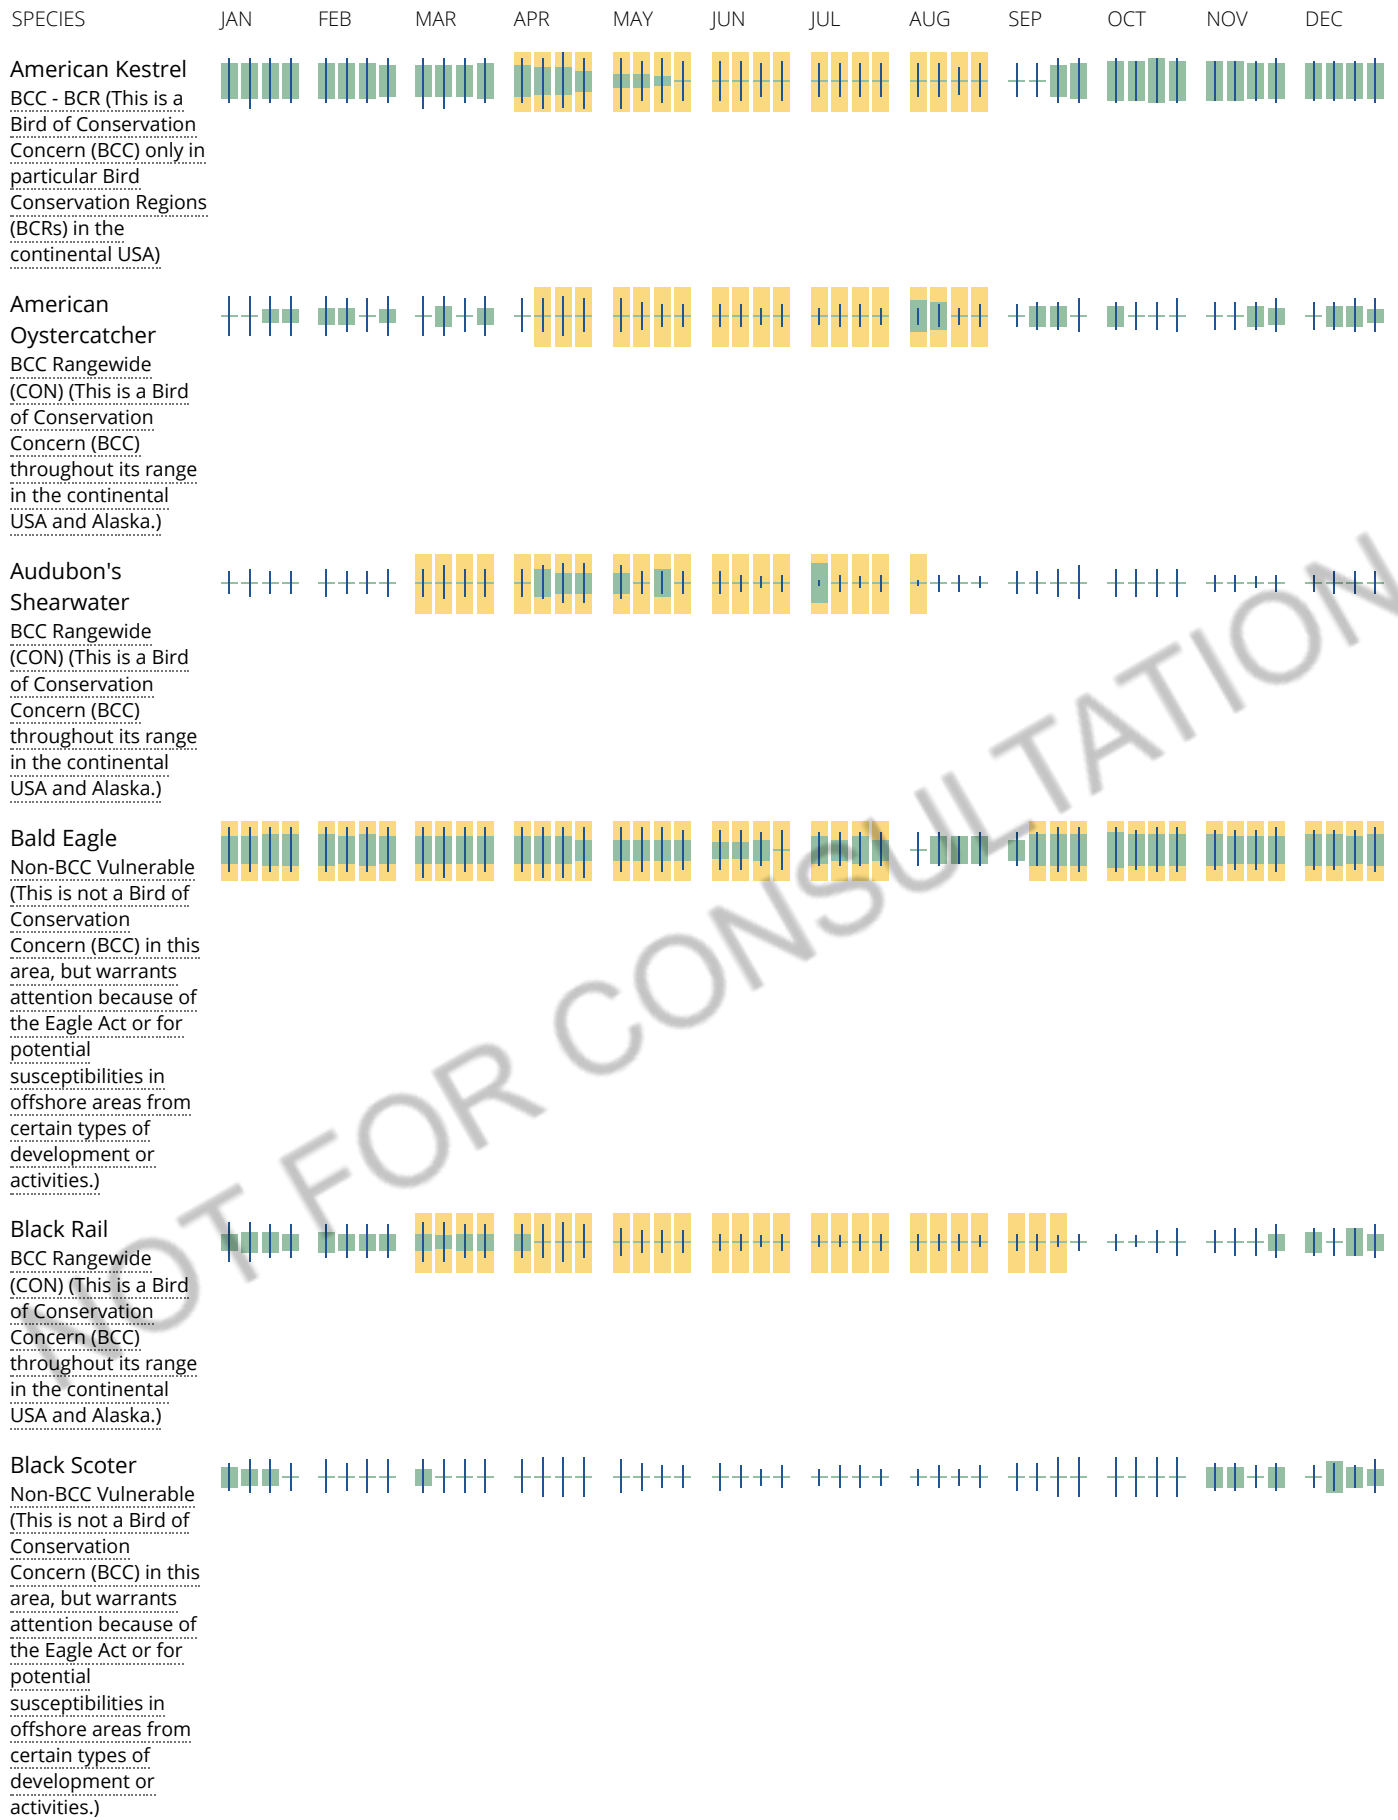 SPECIES JAN FEB MAR APR MAY JUN JUL AUG SEP OCT NOV DEC
American Kestrel
BCC - BCR (This is a
Bird of Conservation
Concern (BCC) only in
particular Bird
Conservation Regions
(BCRs) in the
continental USA)
American
Oystercatcher
BCC Rangewide
(CON) (This is a Bird
of Conservation
Concern (BCC)
throughout its range
in the continental
USA and Alaska.)
Audubon's
Shearwater
BCC Rangewide
(CON) (This is a Bird
of Conservation
Concern (BCC)
throughout its range
in the continental
USA and Alaska.)
Bald Eagle
Non-BCC Vulnerable
(This is not a Bird of
Conservation
Concern (BCC) in this
area, but warrants
attention because of
the Eagle Act or for
potential
susceptibilities in
offshore areas from
certain types of
development or
activities.)
Black Rail
BCC Rangewide
(CON) (This is a Bird
of Conservation
Concern (BCC)
throughout its range
in the continental
USA and Alaska.)
Black Scoter
Non-BCC Vulnerable
(This is not a Bird of
Conservation
Concern (BCC) in this
area, but warrants
attention because of
the Eagle Act or for
potential
susceptibilities in
offshore areas from
certain types of
development or
activities.)
NOT FOR CONSULTATION